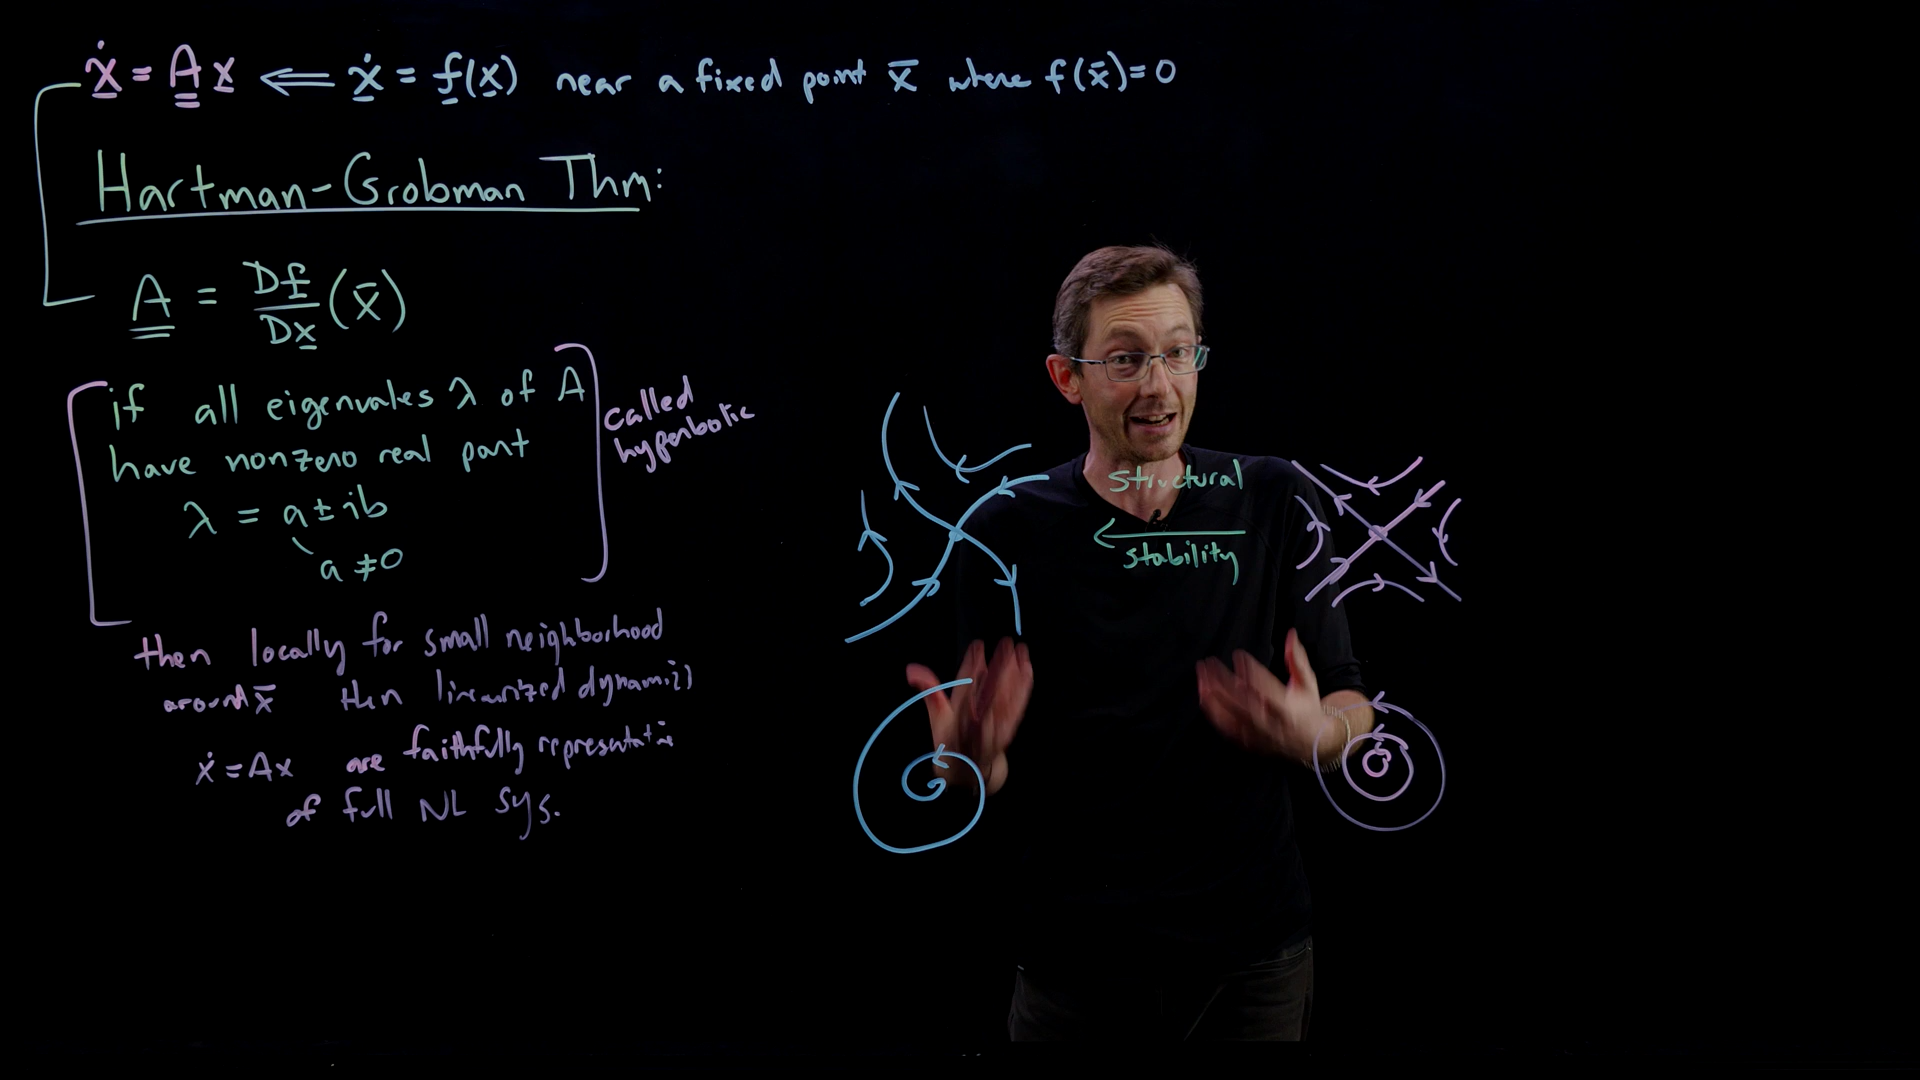 ẋ = A x ⟸ ẋ = f(x) near a fixed point x̄ where f(x̄)=0
Hartman-Grobman Thm:
A = Df/Dx (x̄)
if all eigenvales λ of A
have nonzero real part
λ = a ± ib
a ≠ 0
called
hyperbolic
then locally for small neighborhood
around x̄ then linearized dynamics
ẋ = Ax are faithfully representative
of full NL sys.
Structural
stability